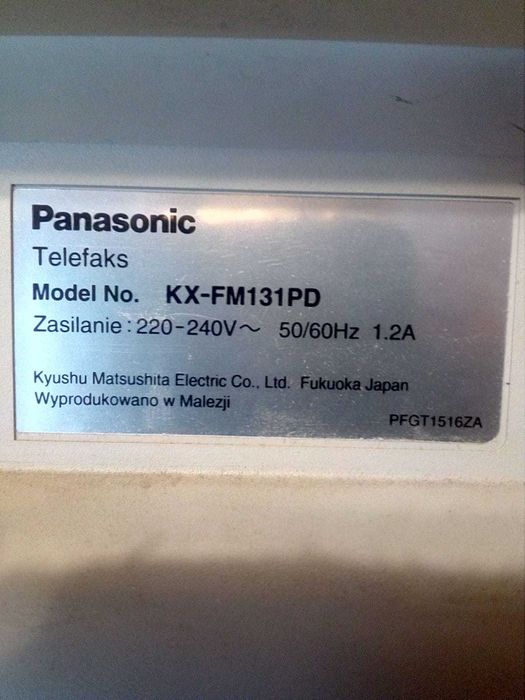 Panasonic
Telefaks
Model No. KX-FM131PD
Zasilanie : 220-240V～ 50/60Hz 1.2A
Kyushu Matsushita Electric Co., Ltd. Fukuoka Japan
Wyprodukowano w Malezji
PFGT1516ZA